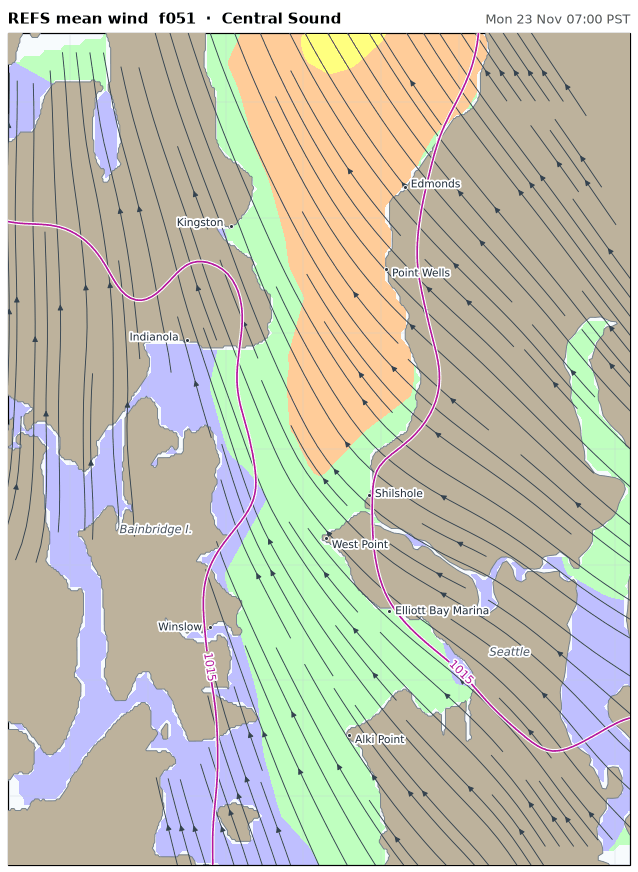 REFS mean wind f051 · Central Sound
Mon 23 Nov 07:00 PST
Edmonds
Kingston
Point Wells
Indianola
Shilshole
Bainbridge I.
West Point
Elliott Bay Marina
Winslow
Seattle
1015
1015
Alki Point